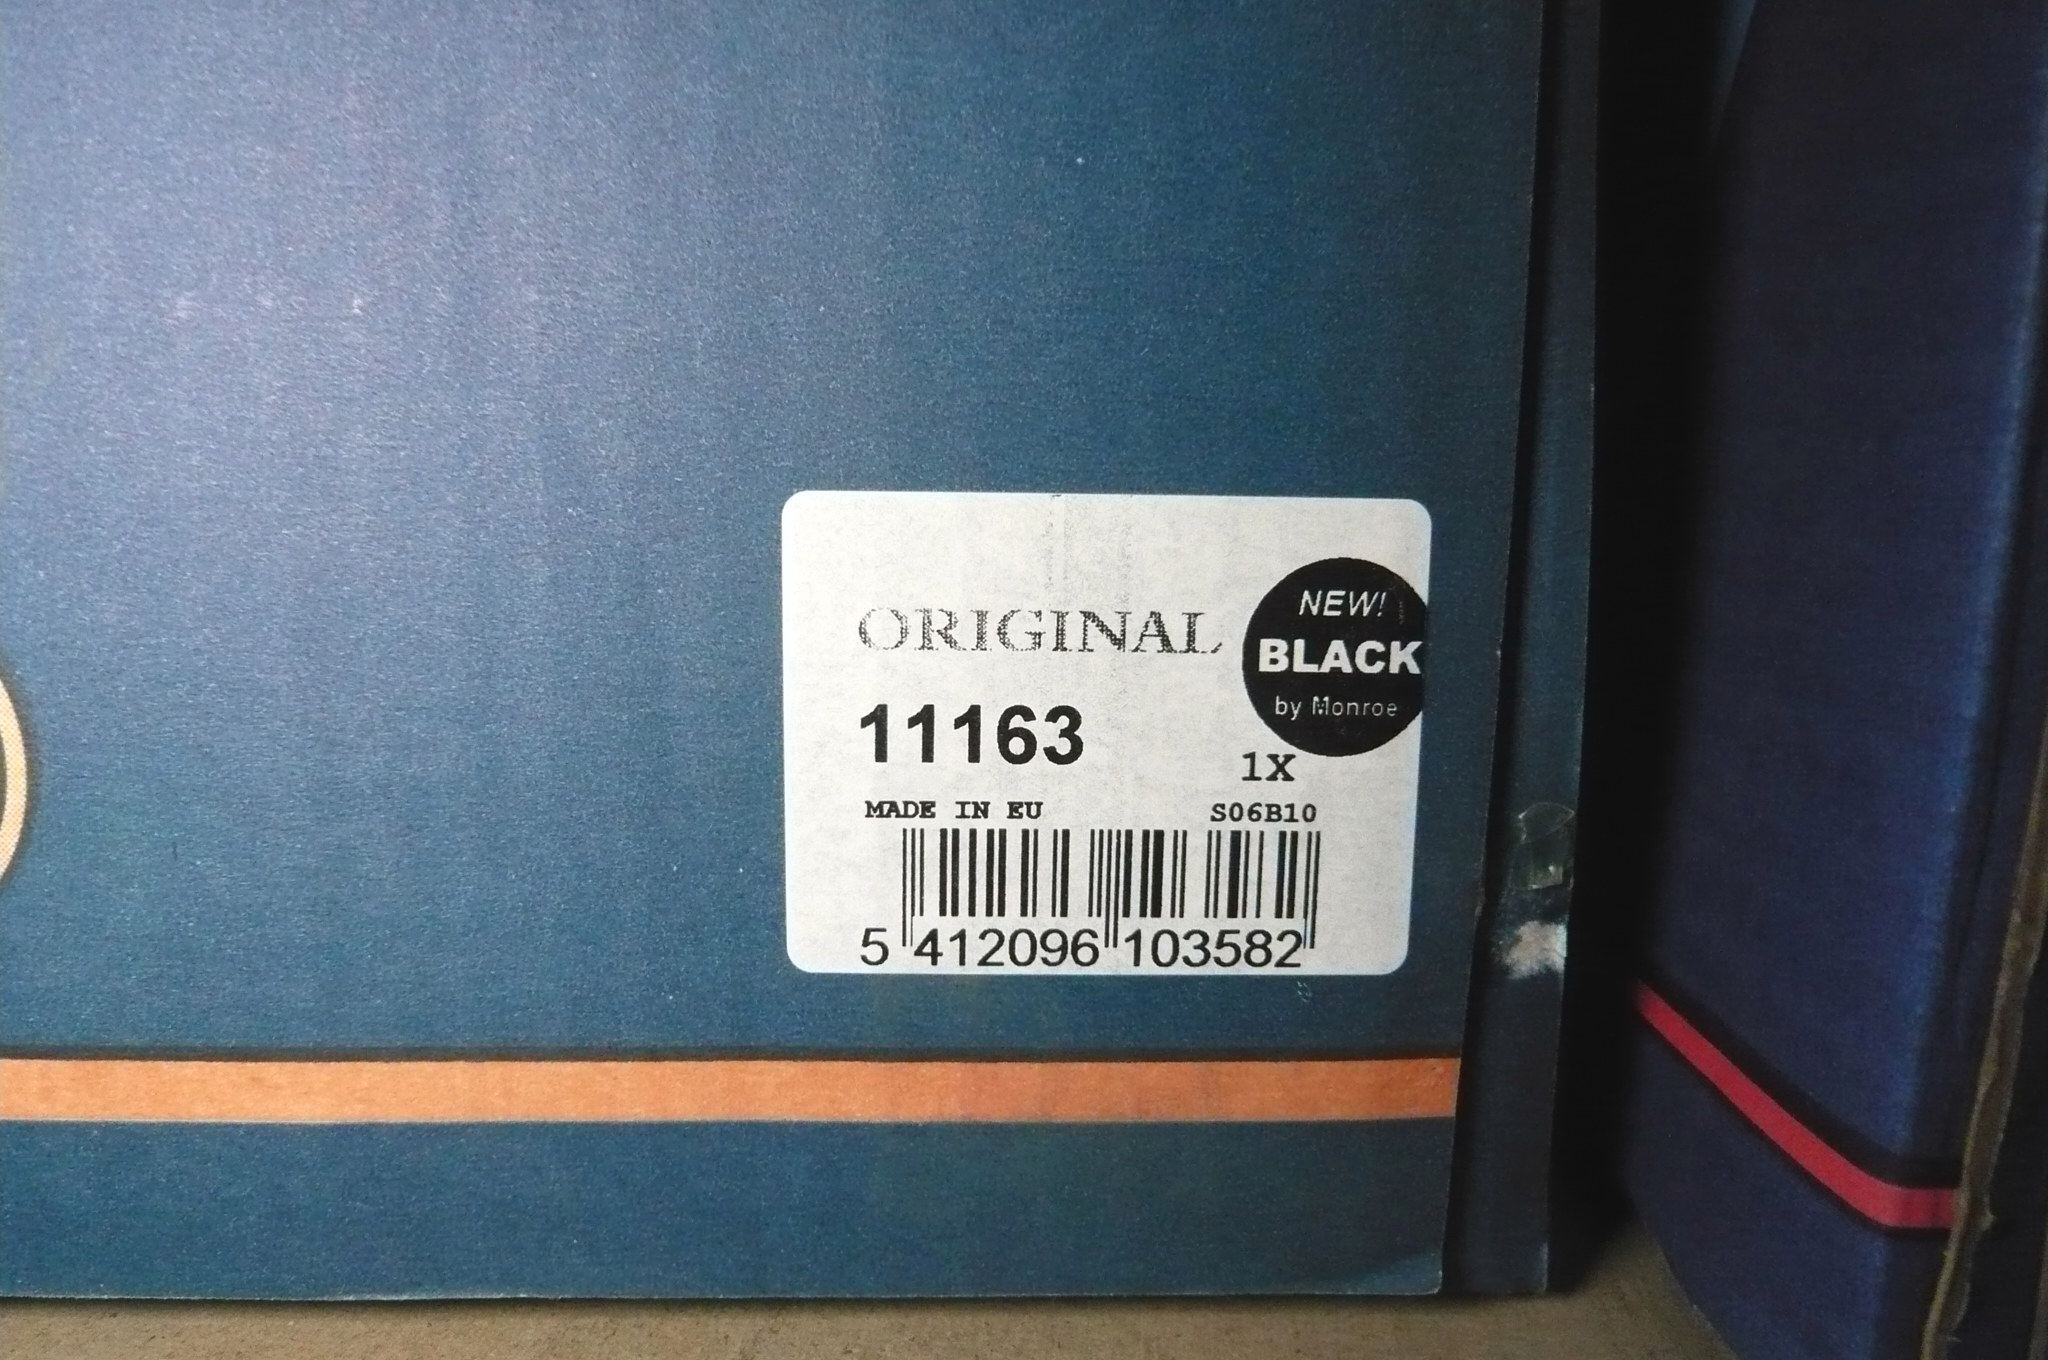 ORIGINAL
NEW!
BLACK
by Monroe
11163
1X
MADE IN EU
S06B10
5 412096 103582